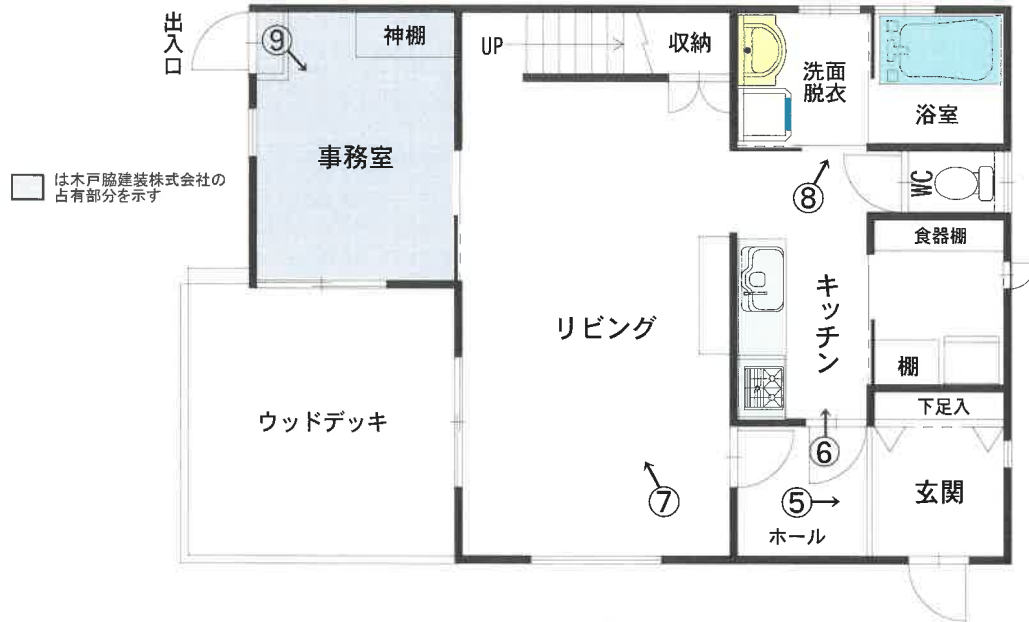 出入口
⑨
神棚
UP
収納
洗面
脱衣
浴室
事務室
は木戸脇建装株式会社の
占有部分を示す
⑧
WC
食器棚
リビング
キッチン
棚
ウッドデッキ
下足入
⑥
⑦
⑤
玄関
ホール